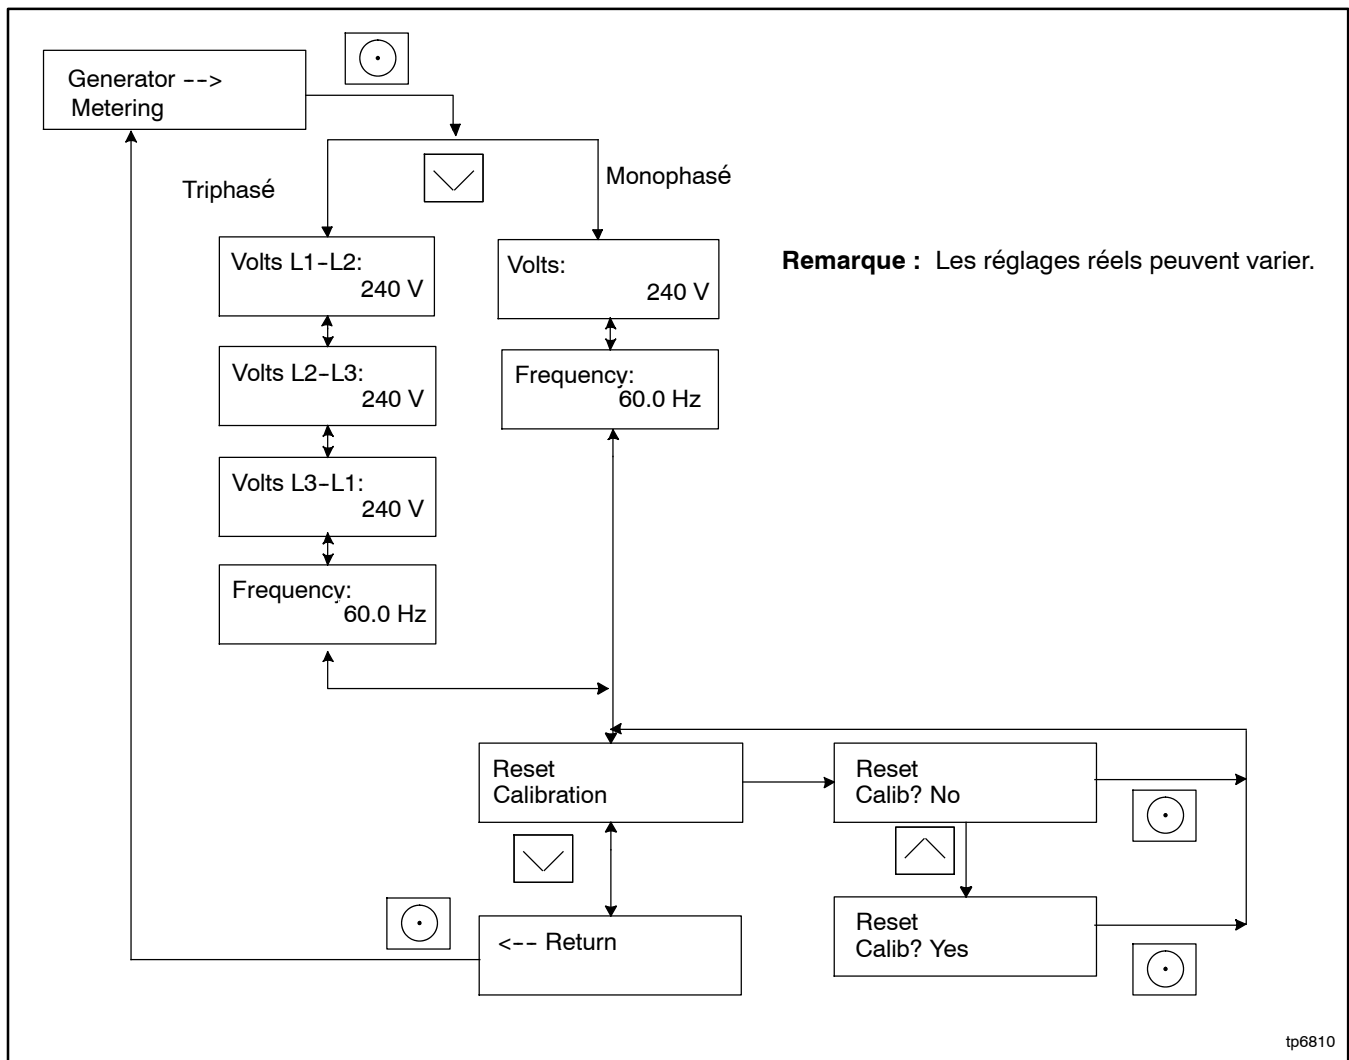 Generator -->
Metering
Triphasé
Monophasé
Volts L1-L2:
240 V
Volts:
240 V
Remarque : Les réglages réels peuvent varier.
Volts L2-L3:
240 V
Frequency:
60.0 Hz
Volts L3-L1:
240 V
Frequency:
60.0 Hz
Reset
Calibration
Reset
Calib? No
<-- Return
Reset
Calib? Yes
tp6810